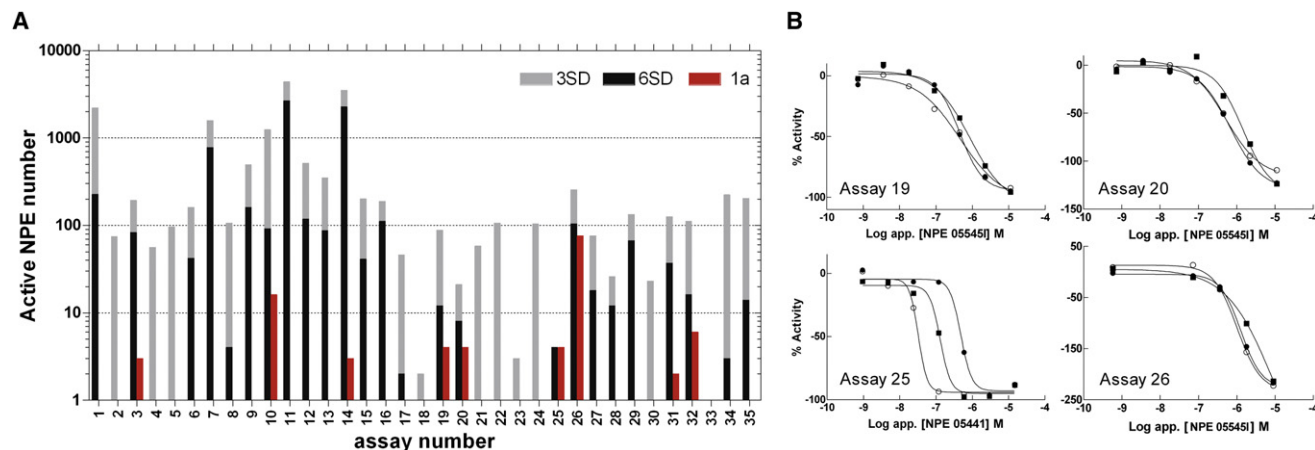 A
10000
1000
100
10
1
Active NPE number
3SD 6SD 1a
1 2 3 4 5 6 7 8 9 10 11 12 13 14 15 16 17 18 19 20 21 22 23 24 25 26 27 28 29 30 31 32 33 34 35
assay number
B
0
-50
-100
% Activity
Assay 19
-10 -9 -8 -7 -6 -5 -4
Log app. [NPE 05545I] M
0
-50
-100
-150
Assay 20
-10 -9 -8 -7 -6 -5 -4
Log app. [NPE 05545I] M
0
-50
-100
% Activity
Assay 25
-10 -9 -8 -7 -6 -5 -4
Log app. [NPE 05441] M
50
-50
-150
-250
Assay 26
-10 -9 -8 -7 -6 -5 -4
Log app. [NPE 05545I] M